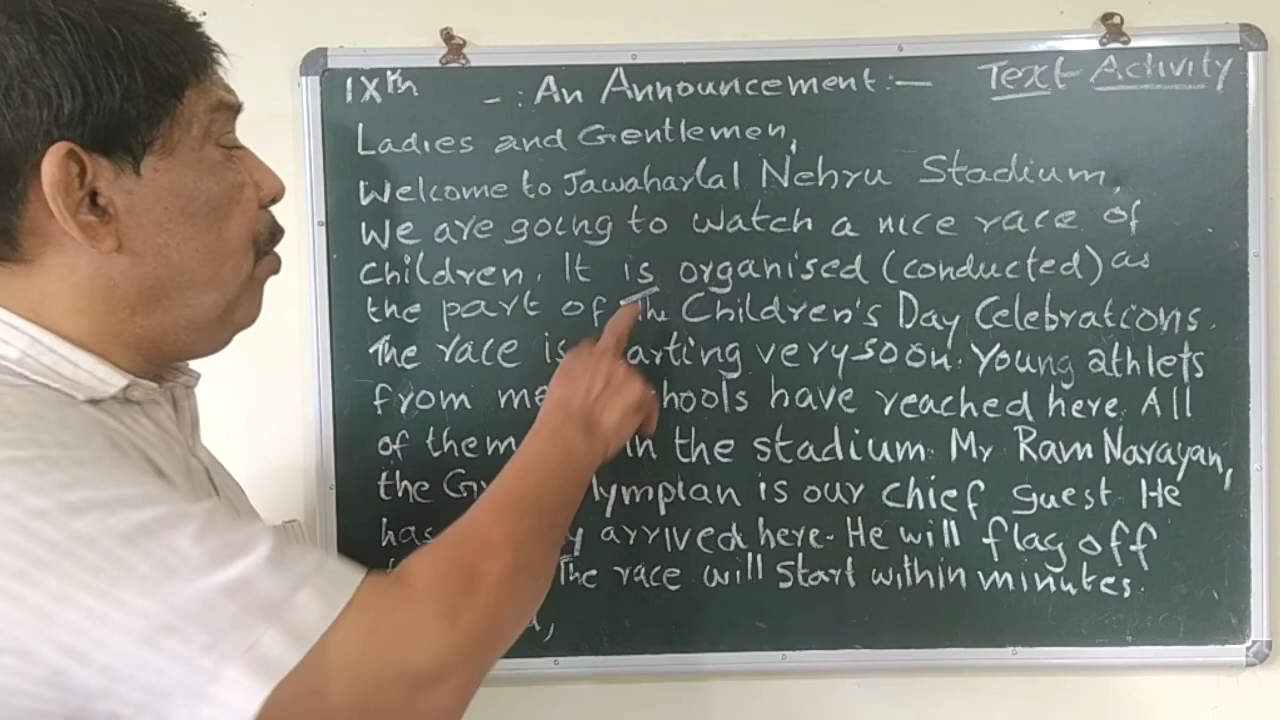 IXth -: An Announcement:- Text Activity
Ladies and Gentlemen,
Welcome to Jawaharlal Nehru Stadium.
We are going to watch a nice race of
children. It is organised (conducted) as
the part of the Children's Day Celebrations.
The race is arting very soon. Young athlets
from me hools have reached here. All
of them in the stadium. Mr Ram Narayan,
the G lympian is our chief guest. He
has y arrived here. He will flag off
The race will start within minutes.